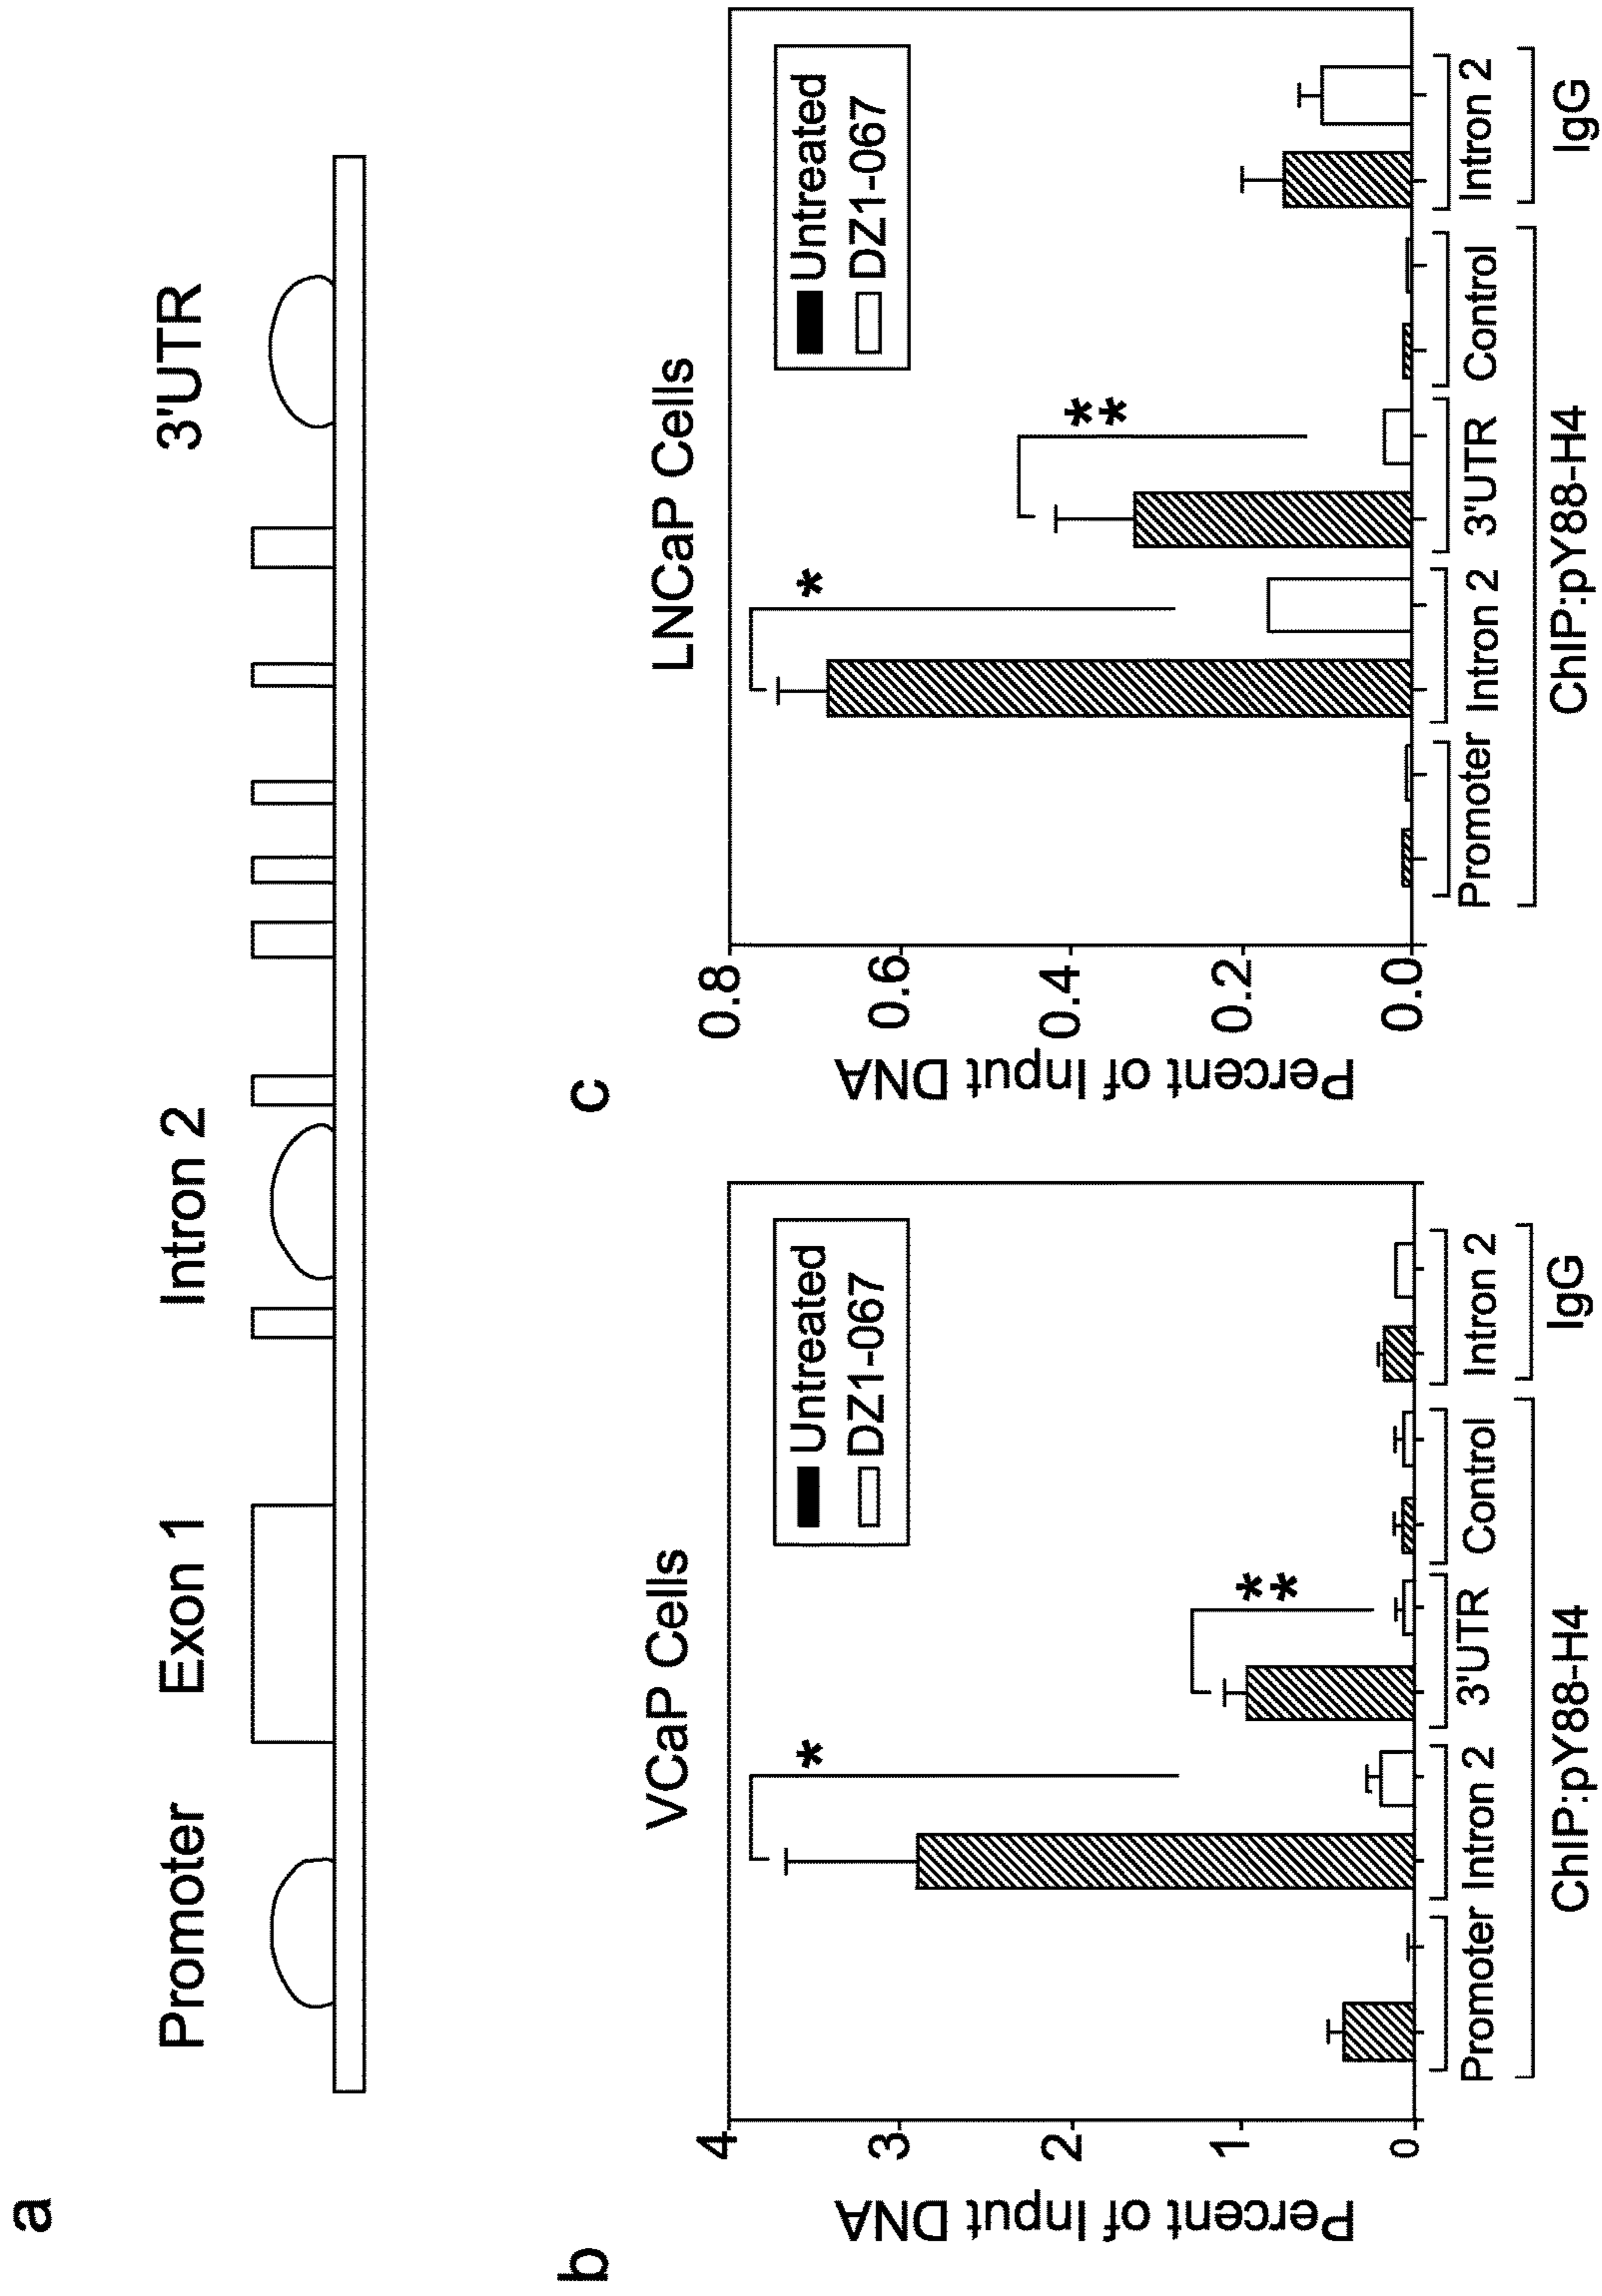 a
Promoter Exon 1 Intron 2 3'UTR
b
VCaP Cells
Percent of Input DNA
4
3
2
1
0
Untreated
DZ1-067
*
**
Promoter Intron 2 3'UTR Control Intron 2
ChIP:pY88-H4 IgG
c
LNCaP Cells
Percent of Input DNA
0.8
0.6
0.4
0.2
0.0
Untreated
DZ1-067
*
**
Promoter Intron 2 3'UTR Control Intron 2
ChIP:pY88-H4 IgG